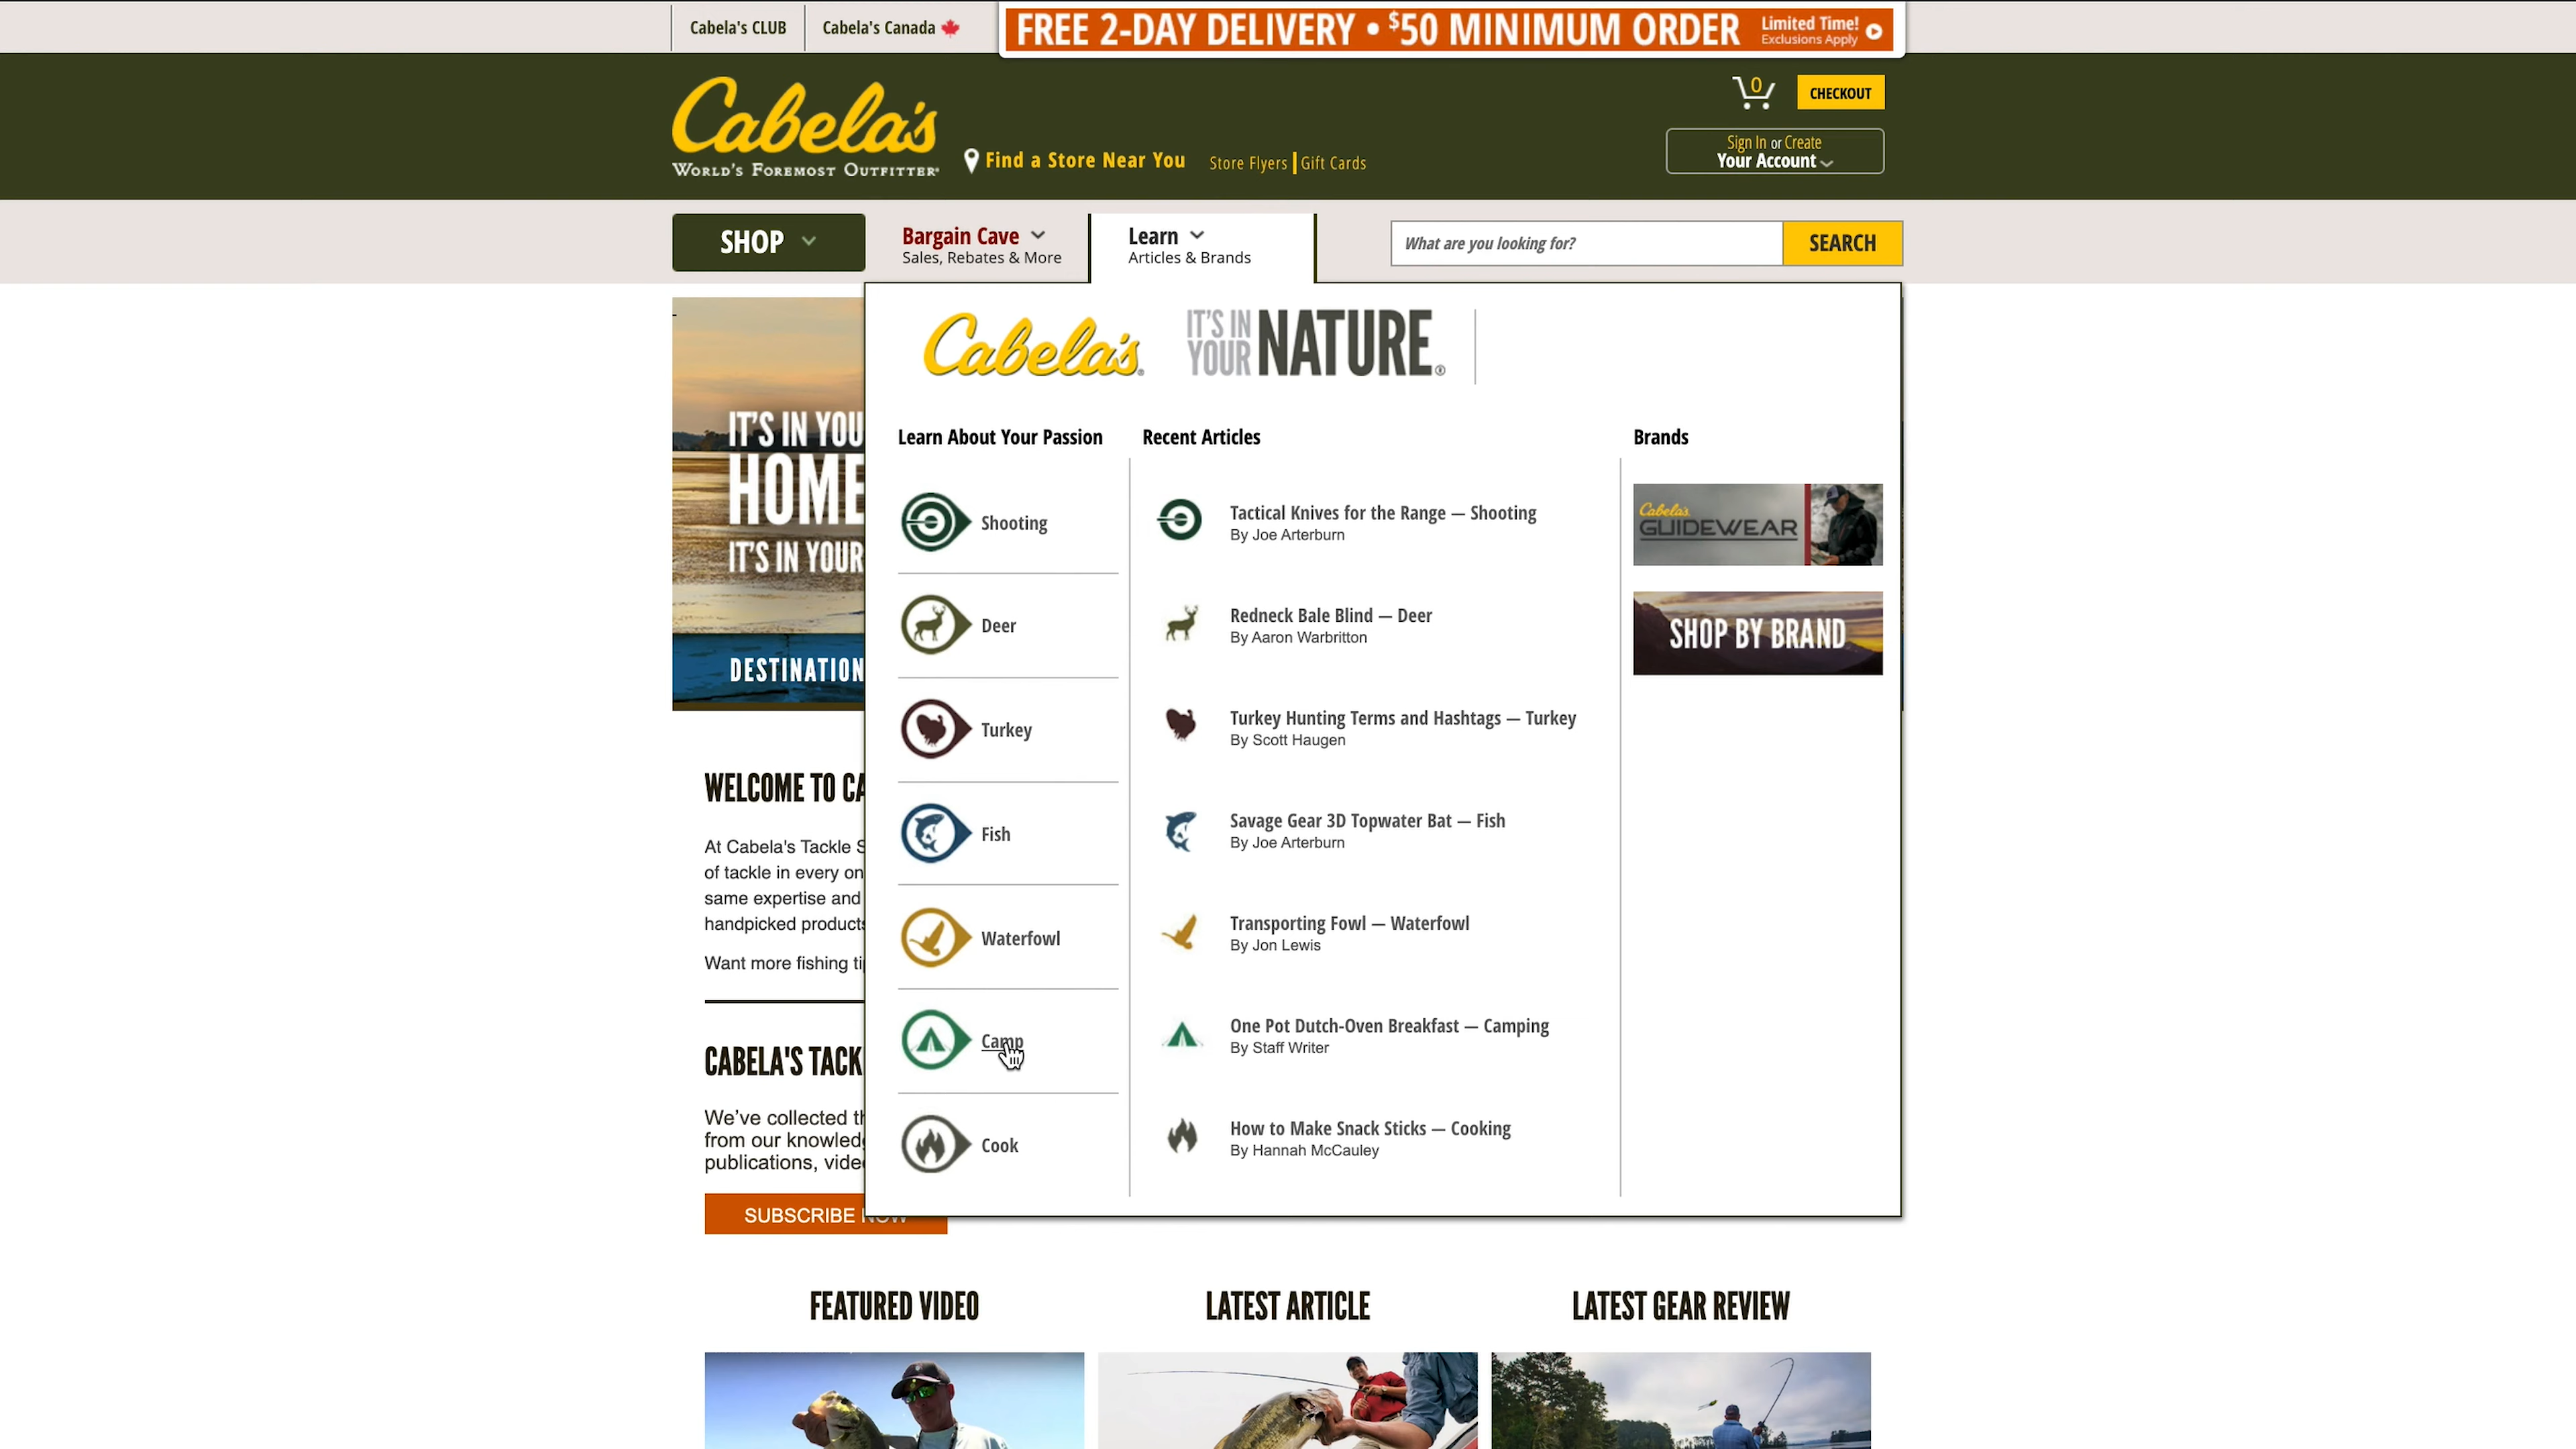 Cabela's CLUB
Cabela's Canada
FREE 2-DAY DELIVERY • $50 MINIMUM ORDER
Limited Time!
Exclusions Apply
Cabela's
WORLD'S FOREMOST OUTFITTER
Find a Store Near You
Store Flyers | Gift Cards
0
CHECKOUT
Sign In or Create
Your Account
SHOP
Bargain Cave
Sales, Rebates & More
Learn
Articles & Brands
What are you looking for?
SEARCH
Cabela's®
IT'S IN YOUR NATURE®
IT'S IN YOU
HOME
IT'S IN YOUR
DESTINATION
Learn About Your Passion
Shooting
Deer
Turkey
Fish
Waterfowl
Camp
Cook
Recent Articles
Tactical Knives for the Range — Shooting
By Joe Arterburn
Redneck Bale Blind — Deer
By Aaron Warbritton
Turkey Hunting Terms and Hashtags — Turkey
By Scott Haugen
Savage Gear 3D Topwater Bat — Fish
By Joe Arterburn
Transporting Fowl — Waterfowl
By Jon Lewis
One Pot Dutch-Oven Breakfast — Camping
By Staff Writer
How to Make Snack Sticks — Cooking
By Hannah McCauley
Brands
Cabela's
GUIDEWEAR
SHOP BY BRAND
WELCOME TO CA
At Cabela's Tackle S
of tackle in every on
same expertise and
handpicked products
Want more fishing ti
CABELA'S TACK
We've collected th
from our knowled
publications, vide
SUBSCRIBE NOW
FEATURED VIDEO
LATEST ARTICLE
LATEST GEAR REVIEW